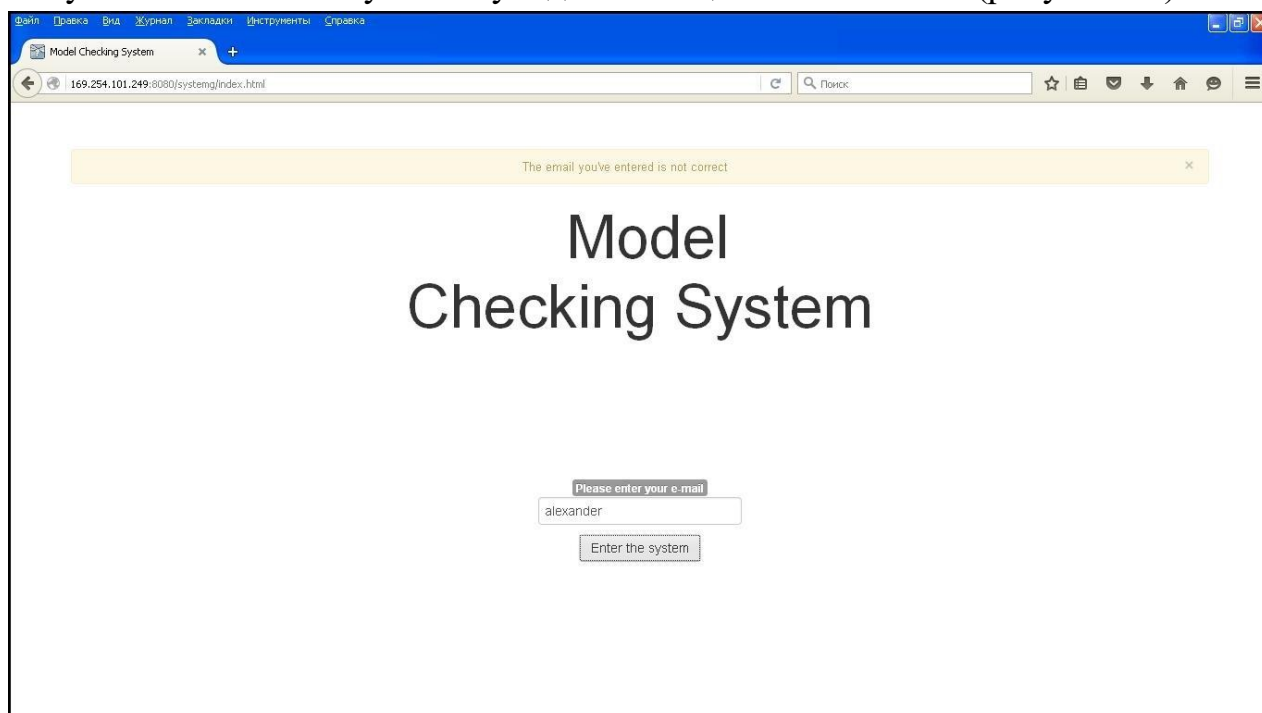 Файл Правка Вид Журнал Закладки Инструменты Справка
Model Checking System
169.254.101.249:8080/systemg/index.html
Поиск
The email you've entered is not correct
Model
Checking System
Please enter your e-mail
alexander
Enter the system